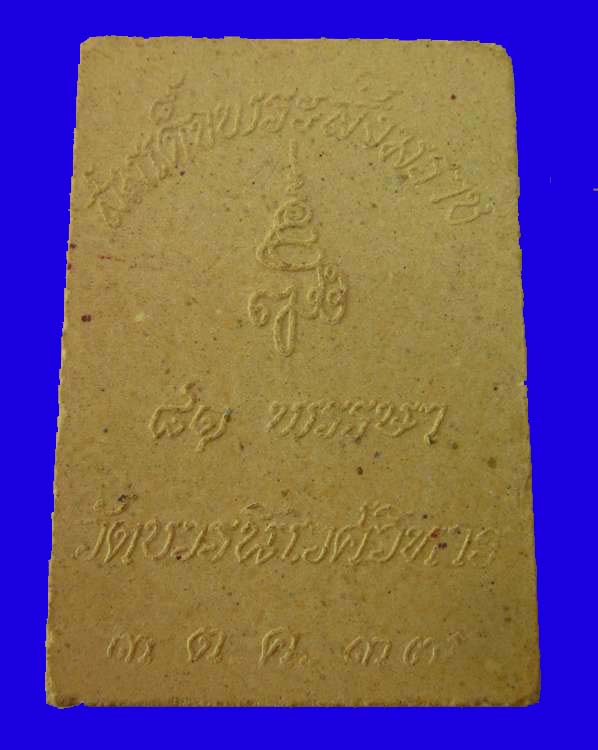 สมเด็จพระสังฆราช
๘๑ พรรษา
วัดบวรนิเวศวิหาร
๓ ต.ค. ๓๗